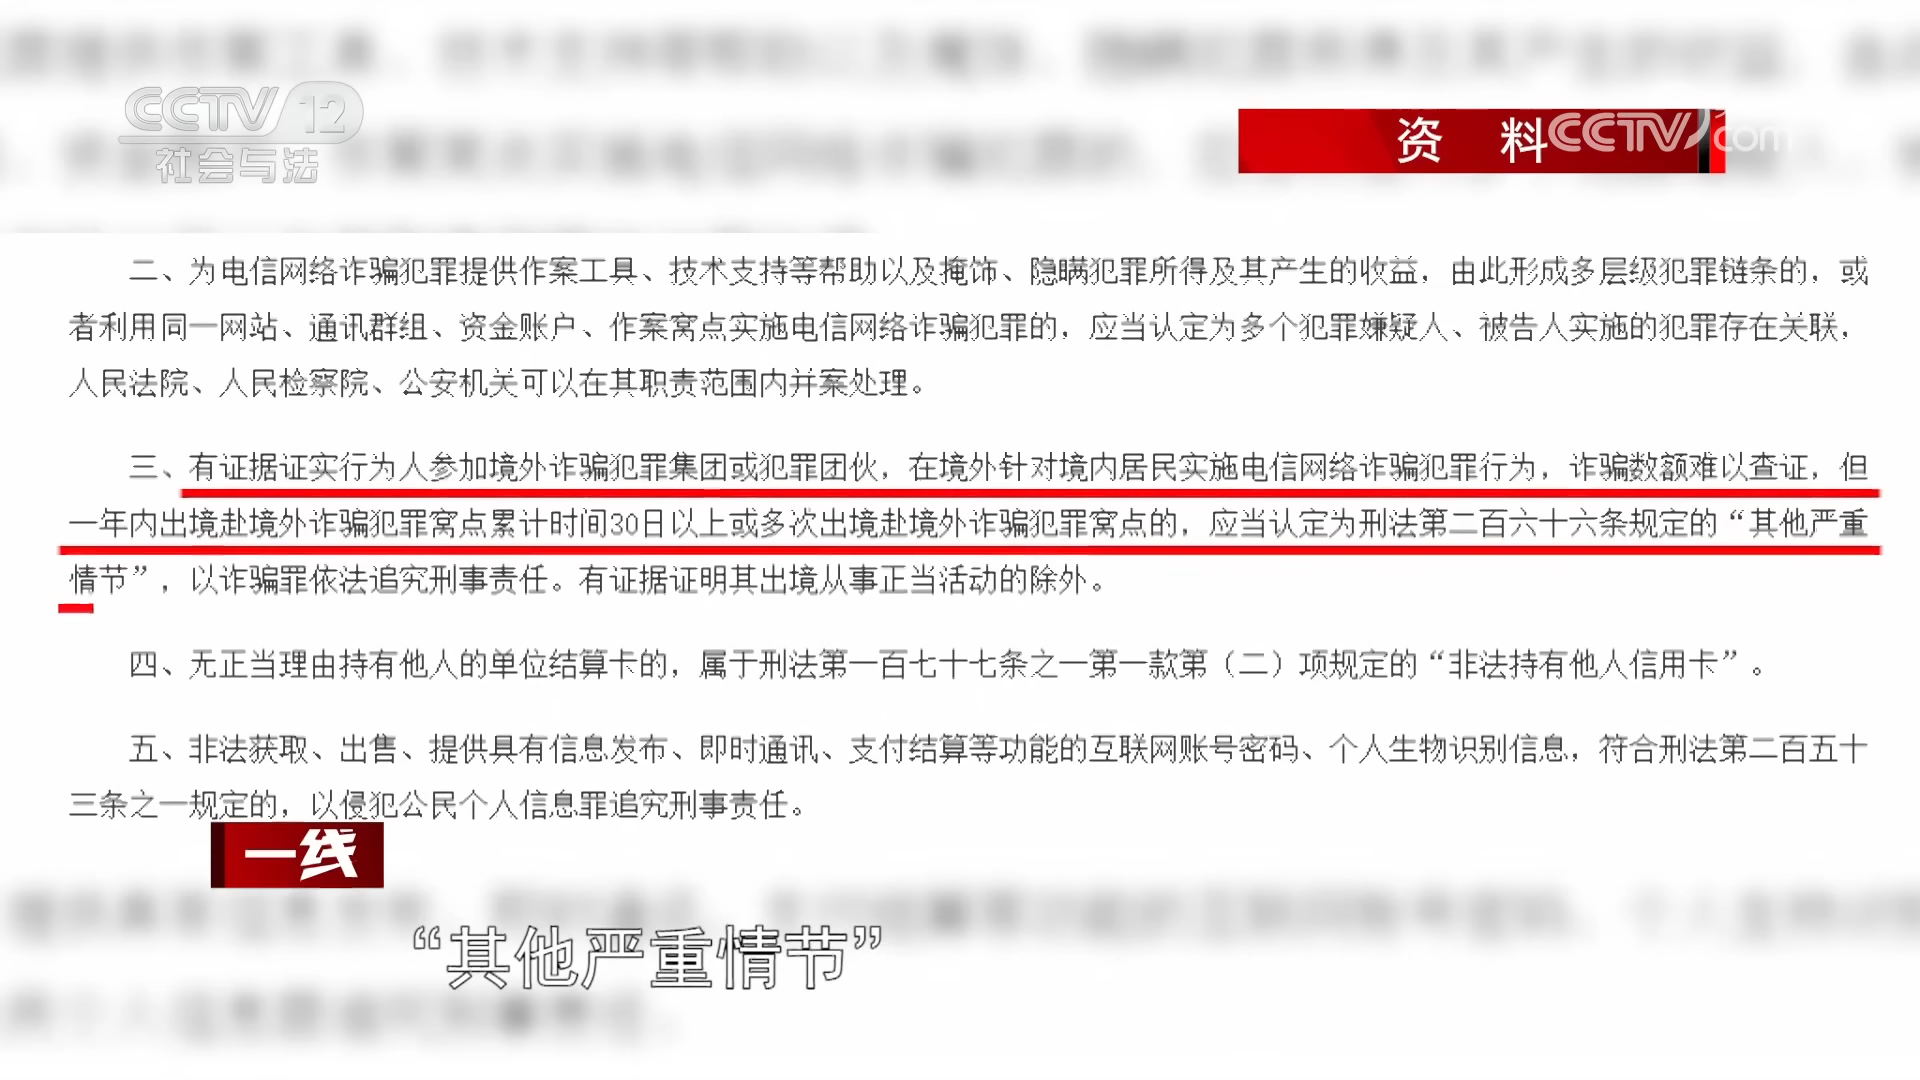 CCTV 12
社会与法
资 料
CCTV.com
二、为电信网络诈骗犯罪提供作案工具、技术支持等帮助以及掩饰、隐瞒犯罪所得及其产生的收益，由此形成多层级犯罪链条的，或
者利用同一网站、通讯群组、资金账户、作案窝点实施电信网络诈骗犯罪的，应当认定为多个犯罪嫌疑人、被告人实施的犯罪存在关联，
人民法院、人民检察院、公安机关可以在其职责范围内并案处理。
三、有证据证实行为人参加境外诈骗犯罪集团或犯罪团伙，在境外针对境内居民实施电信网络诈骗犯罪行为，诈骗数额难以查证，但
一年内出境赴境外诈骗犯罪窝点累计时间30日以上或多次出境赴境外诈骗犯罪窝点的，应当认定为刑法第二百六十六条规定的“其他严重
情节”，以诈骗罪依法追究刑事责任。有证据证明其出境从事正当活动的除外。
四、无正当理由持有他人的单位结算卡的，属于刑法第一百七十七条之一第一款第（二）项规定的“非法持有他人信用卡”。
五、非法获取、出售、提供具有信息发布、即时通讯、支付结算等功能的互联网账号密码、个人生物识别信息，符合刑法第二百五十
三条之一规定的，以侵犯公民个人信息罪追究刑事责任。
一线
“其他严重情节”